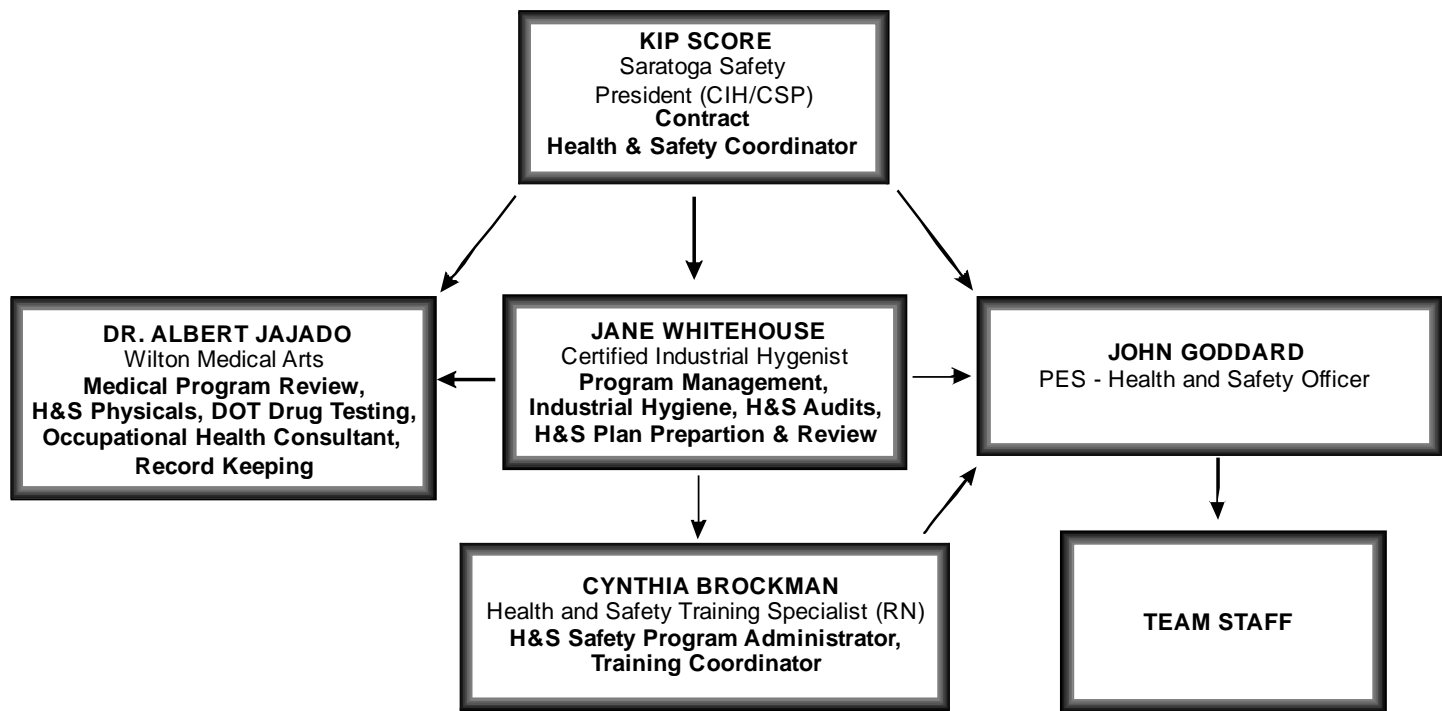 KIP SCORE
Saratoga Safety
President (CIH/CSP)
Contract
Health & Safety Coordinator
DR. ALBERT JAJADO
Wilton Medical Arts
Medical Program Review,
H&S Physicals, DOT Drug Testing,
Occupational Health Consultant,
Record Keeping
JANE WHITEHOUSE
Certified Industrial Hygenist
Program Management,
Industrial Hygiene, H&S Audits,
H&S Plan Prepartion & Review
JOHN GODDARD
PES - Health and Safety Officer
CYNTHIA BROCKMAN
Health and Safety Training Specialist (RN)
H&S Safety Program Administrator,
Training Coordinator
TEAM STAFF